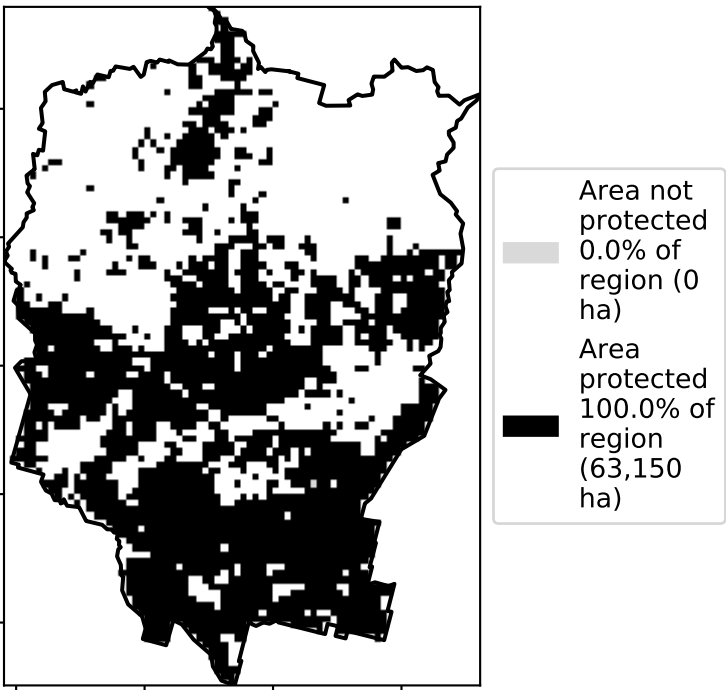 Area not
protected
0.0% of
region (0
ha)
Area
protected
100.0% of
region
(63,150
ha)